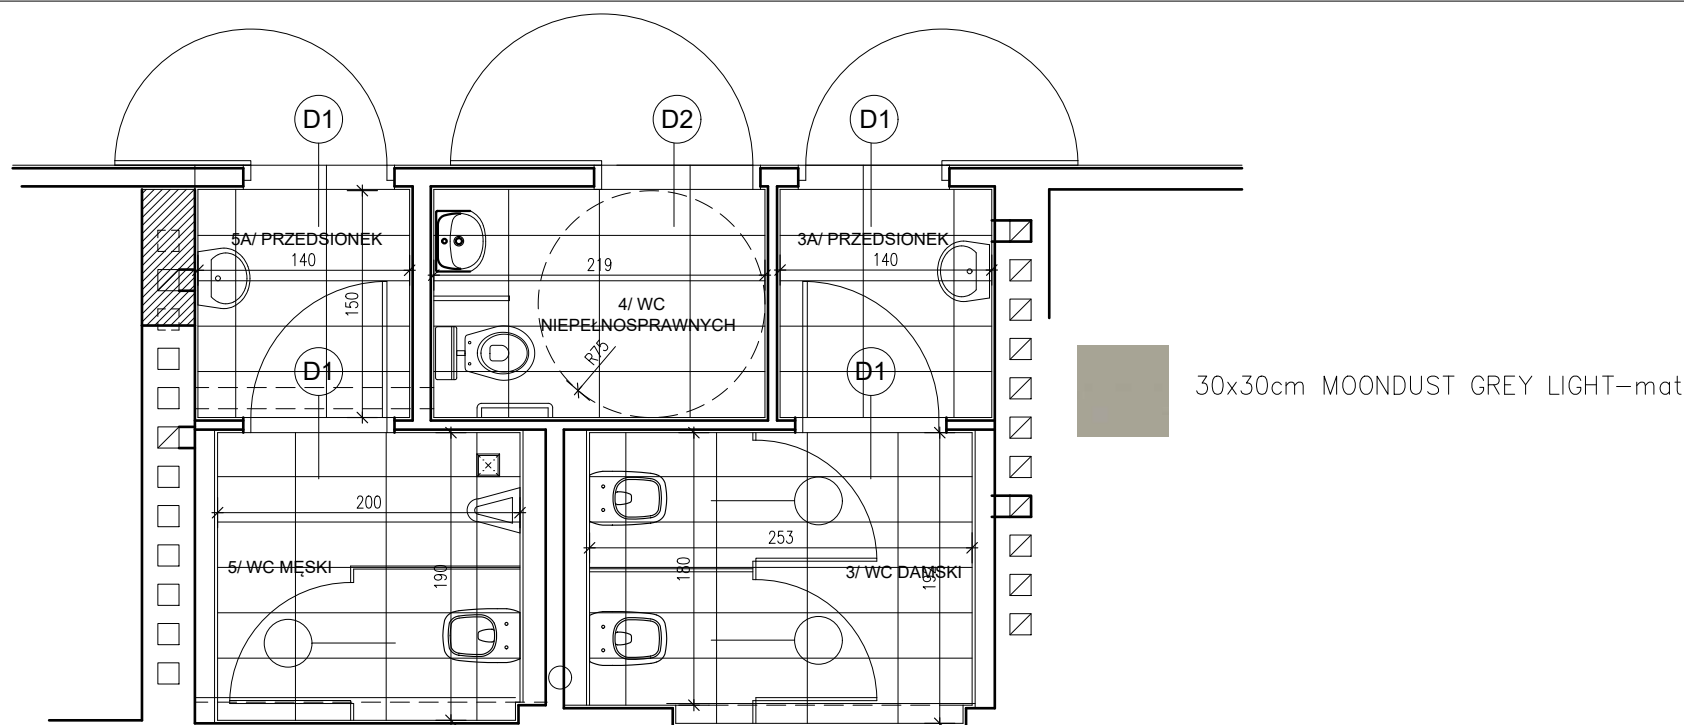 D1
D2
D1
5A/ PRZEDSIONEK
140
150
219
4/ WC
NIEPEŁNOSPRAWNYCH
R75
3A/ PRZEDSIONEK
140
D1
D1
30x30cm MOONDUST GREY LIGHT-mat
200
5/ WC MĘSKI
190
253
180
3/ WC DAMSKI